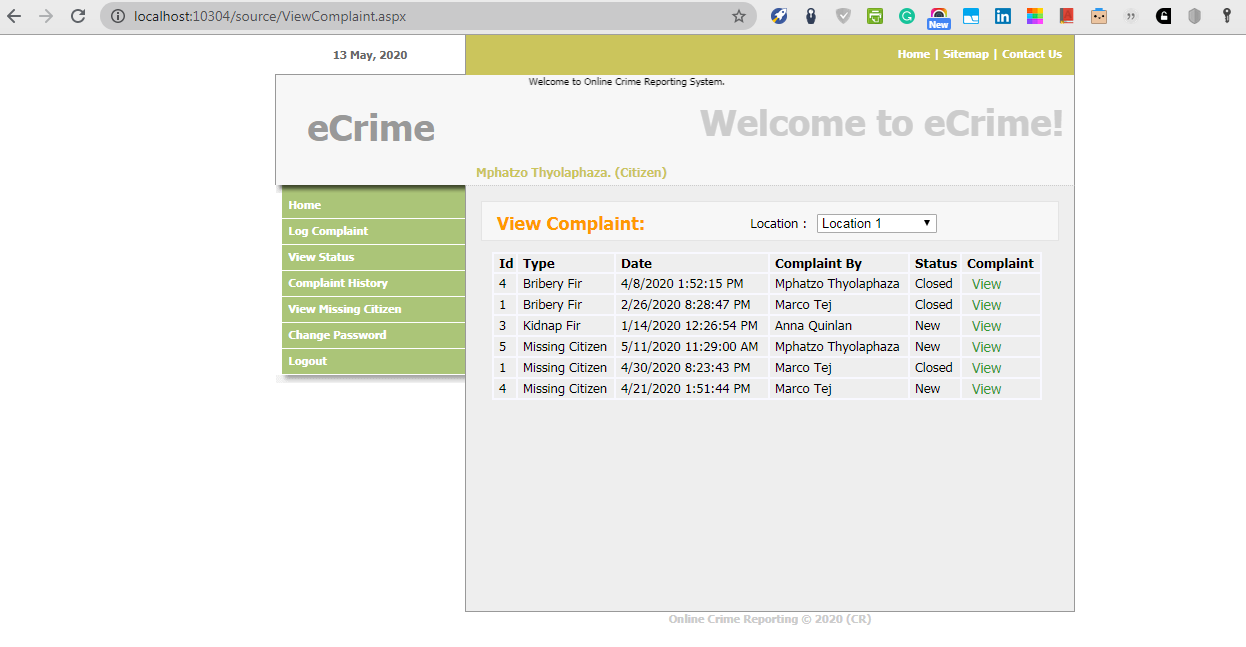 localhost:10304/source/ViewComplaint.aspx
New
13 May, 2020
Home | Sitemap | Contact Us
Welcome to Online Crime Reporting System.
eCrime
Welcome to eCrime!
Mphatzo Thyolaphaza. (Citizen)
Home
Log Complaint
View Status
Complaint History
View Missing Citizen
Change Password
Logout
View Complaint:
Location :
Location 1
Id Type Date Complaint By Status Complaint
4 Bribery Fir 4/8/2020 1:52:15 PM Mphatzo Thyolaphaza Closed View
1 Bribery Fir 2/26/2020 8:28:47 PM Marco Tej Closed View
3 Kidnap Fir 1/14/2020 12:26:54 PM Anna Quinlan New View
5 Missing Citizen 5/11/2020 11:29:00 AM Mphatzo Thyolaphaza New View
1 Missing Citizen 4/30/2020 8:23:43 PM Marco Tej Closed View
4 Missing Citizen 4/21/2020 1:51:44 PM Marco Tej New View
Online Crime Reporting © 2020 (CR)